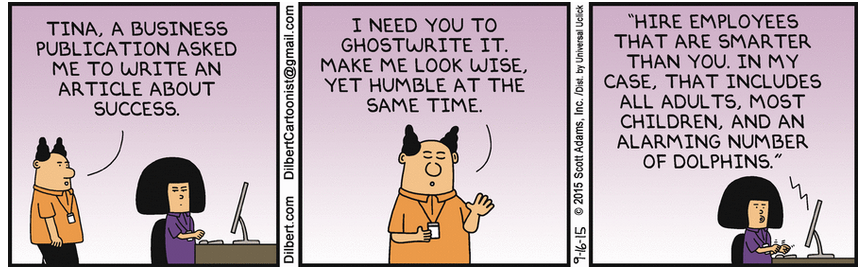 TINA, A BUSINESS
PUBLICATION ASKED
ME TO WRITE AN
ARTICLE ABOUT
SUCCESS.
Dilbert.com DilbertCartoonist@gmail.com
I NEED YOU TO
GHOSTWRITE IT.
MAKE ME LOOK WISE,
YET HUMBLE AT THE
SAME TIME.
9-16-15 © 2015 Scott Adams, Inc. /Dist. by Universal Uclick
"HIRE EMPLOYEES
THAT ARE SMARTER
THAN YOU. IN MY
CASE, THAT INCLUDES
ALL ADULTS, MOST
CHILDREN, AND AN
ALARMING NUMBER
OF DOLPHINS."